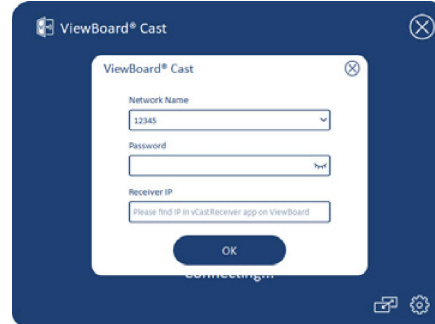 ViewBoard® Cast
ViewBoard® Cast
Network Name
12345
Password
Receiver IP
Please find IP in vCastReceiver app on ViewBoard
OK
Connecting...